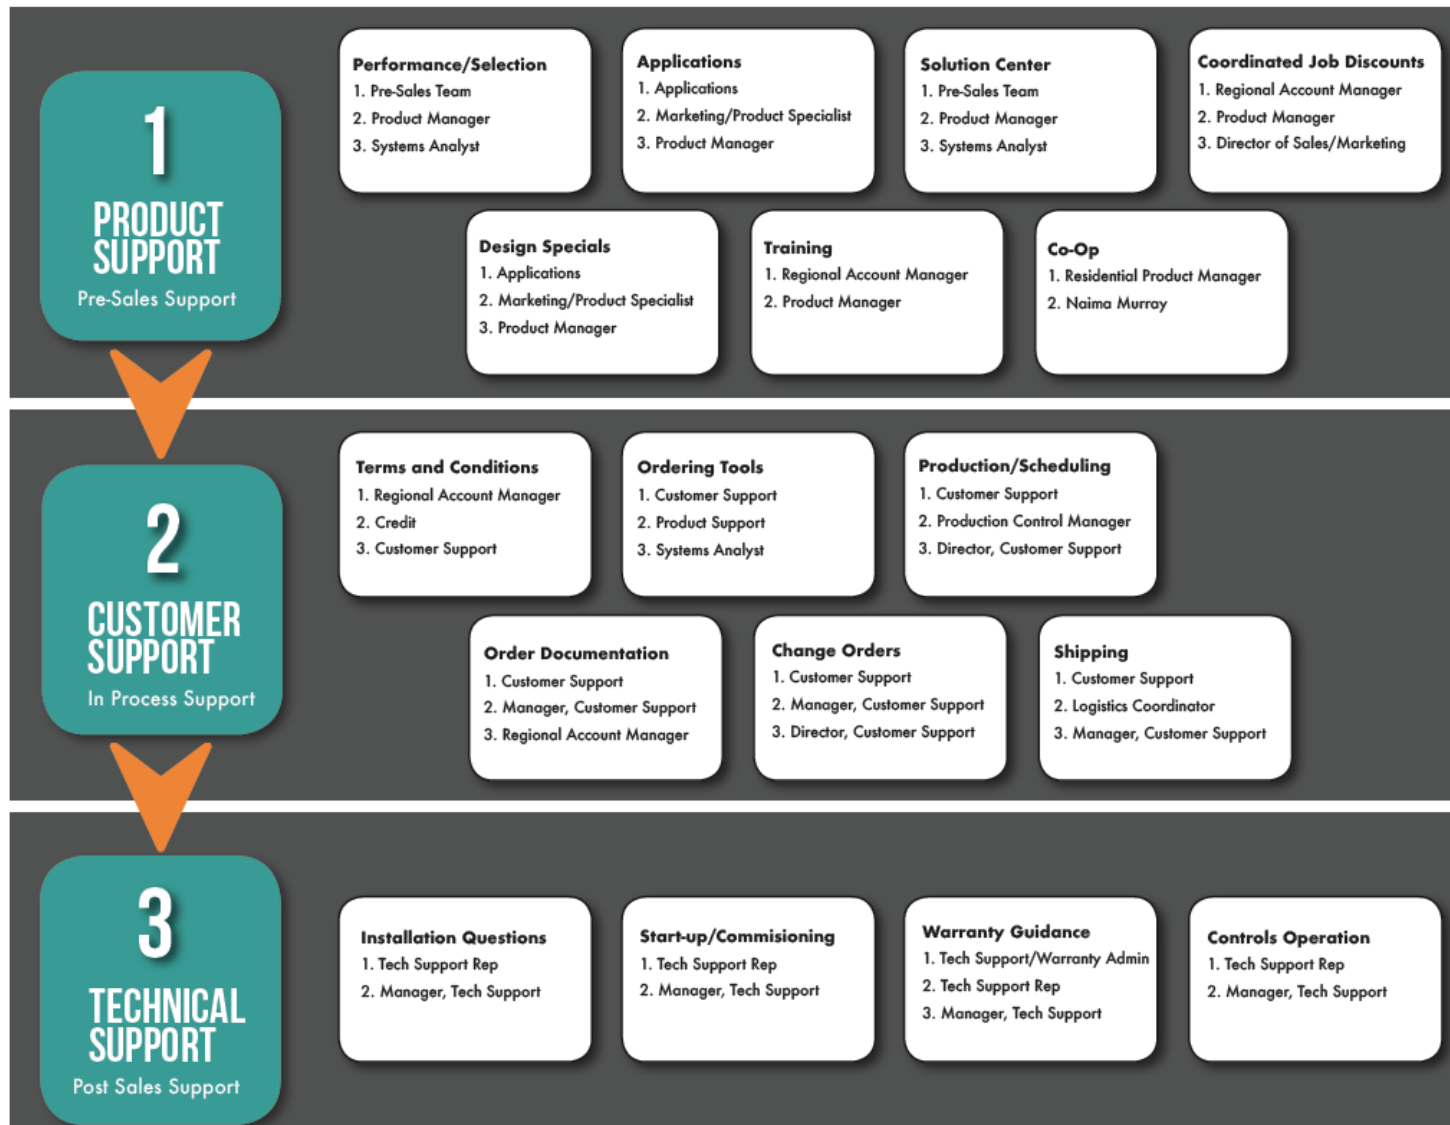 1
PRODUCT
SUPPORT
Pre-Sales Support
Performance/Selection
1. Pre-Sales Team
2. Product Manager
3. Systems Analyst
Applications
1. Applications
2. Marketing/Product Specialist
3. Product Manager
Solution Center
1. Pre-Sales Team
2. Product Manager
3. Systems Analyst
Coordinated Job Discounts
1. Regional Account Manager
2. Product Manager
3. Director of Sales/Marketing
Design Specials
1. Applications
2. Marketing/Product Specialist
3. Product Manager
Training
1. Regional Account Manager
2. Product Manager
Co-Op
1. Residential Product Manager
2. Naima Murray
2
CUSTOMER
SUPPORT
In Process Support
Terms and Conditions
1. Regional Account Manager
2. Credit
3. Customer Support
Ordering Tools
1. Customer Support
2. Product Support
3. Systems Analyst
Production/Scheduling
1. Customer Support
2. Production Control Manager
3. Director, Customer Support
Order Documentation
1. Customer Support
2. Manager, Customer Support
3. Regional Account Manager
Change Orders
1. Customer Support
2. Manager, Customer Support
3. Director, Customer Support
Shipping
1. Customer Support
2. Logistics Coordinator
3. Manager, Customer Support
3
TECHNICAL
SUPPORT
Post Sales Support
Installation Questions
1. Tech Support Rep
2. Manager, Tech Support
Start-up/Commisioning
1. Tech Support Rep
2. Manager, Tech Support
Warranty Guidance
1. Tech Support/Warranty Admin
2. Tech Support Rep
3. Manager, Tech Support
Controls Operation
1. Tech Support Rep
2. Manager, Tech Support